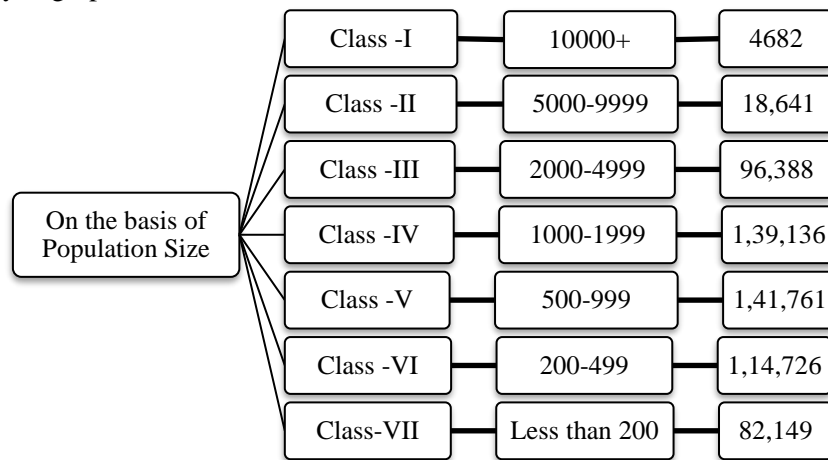 Class -I 10000+ 4682
Class -II 5000-9999 18,641
Class -III 2000-4999 96,388
On the basis of
Population Size
Class -IV 1000-1999 1,39,136
Class -V 500-999 1,41,761
Class -VI 200-499 1,14,726
Class-VII Less than 200 82,149